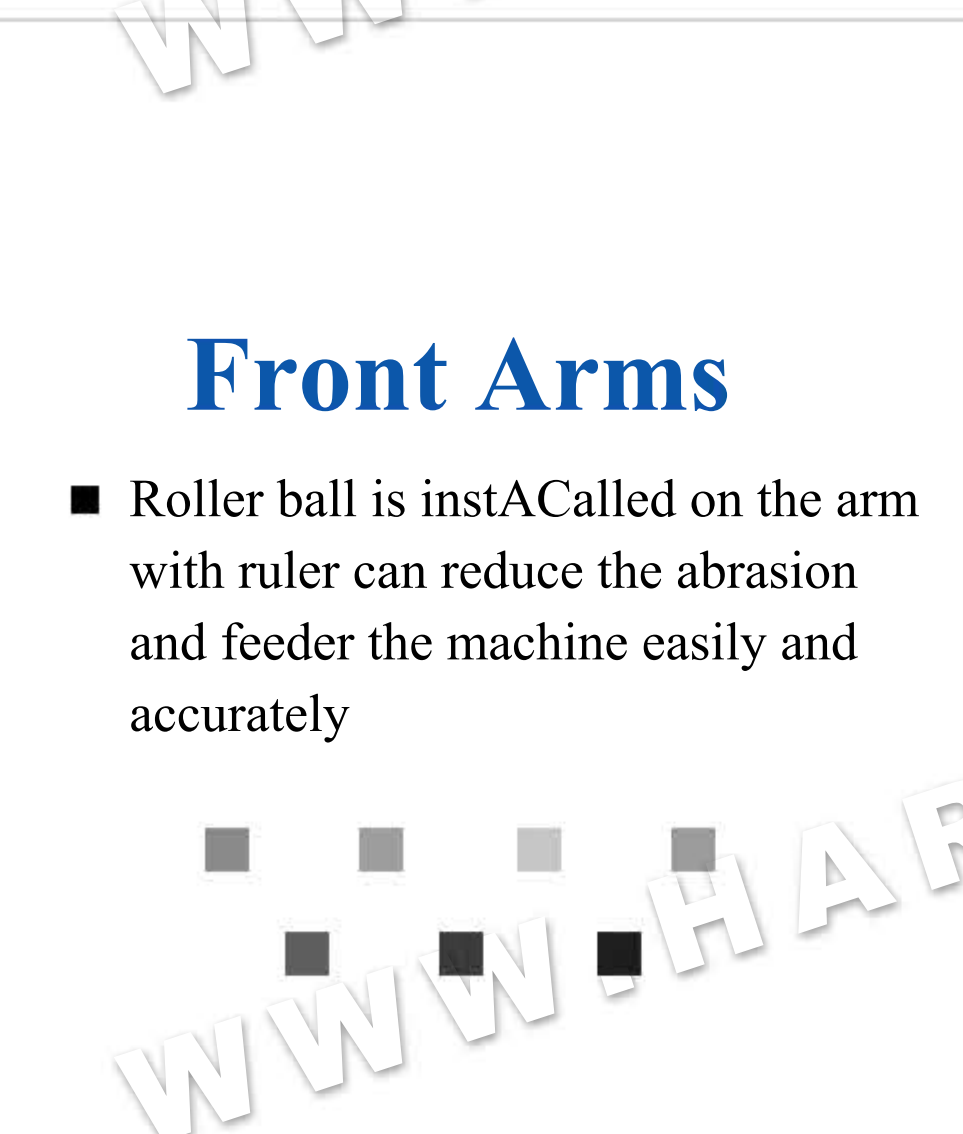 Front Arms
■ Roller ball is instACalled on the arm
with ruler can reduce the abrasion
and feeder the machine easily and
accurately
WWW.HAR